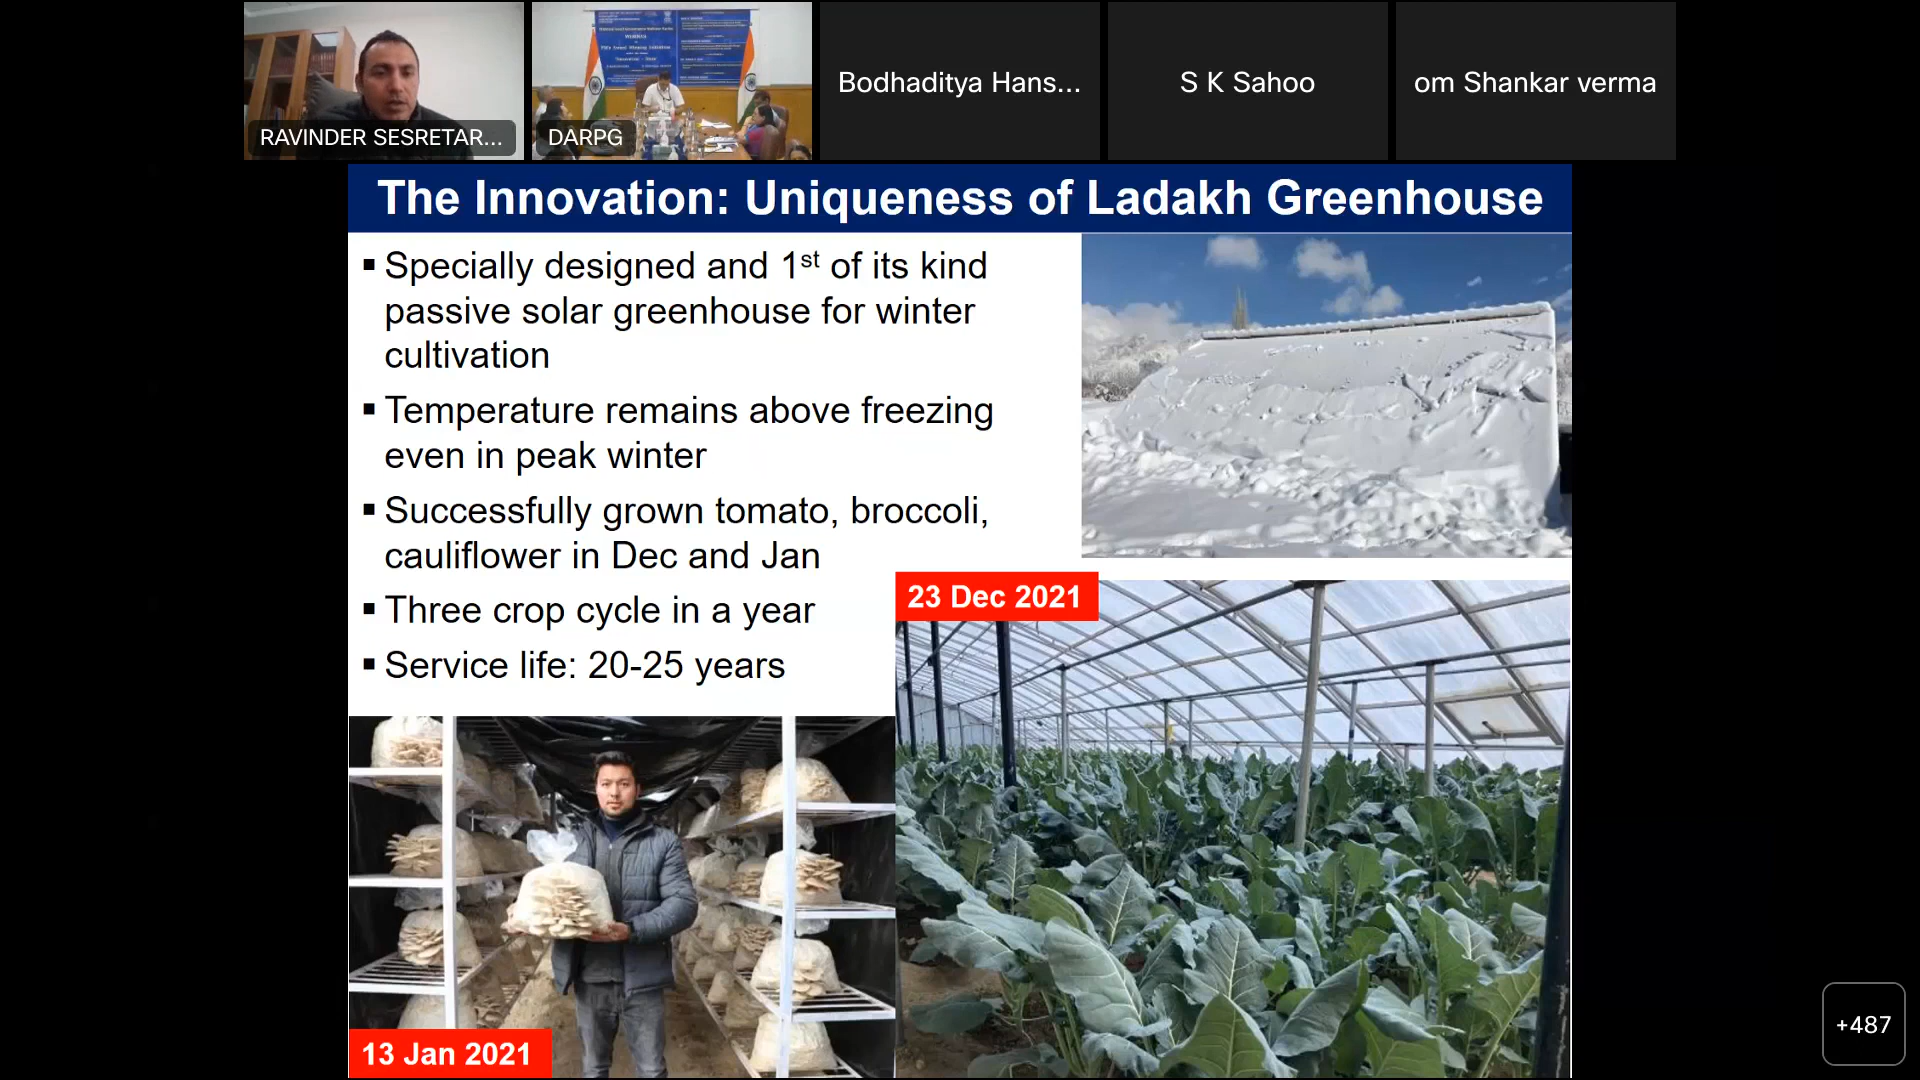 RAVINDER SESRETAR...
DARPG
Bodhaditya Hans...
S K Sahoo
om Shankar verma
The Innovation: Uniqueness of Ladakh Greenhouse
▪ Specially designed and 1st of its kind
passive solar greenhouse for winter
cultivation
▪ Temperature remains above freezing
even in peak winter
▪ Successfully grown tomato, broccoli,
cauliflower in Dec and Jan
▪ Three crop cycle in a year
▪ Service life: 20-25 years
23 Dec 2021
13 Jan 2021
+487